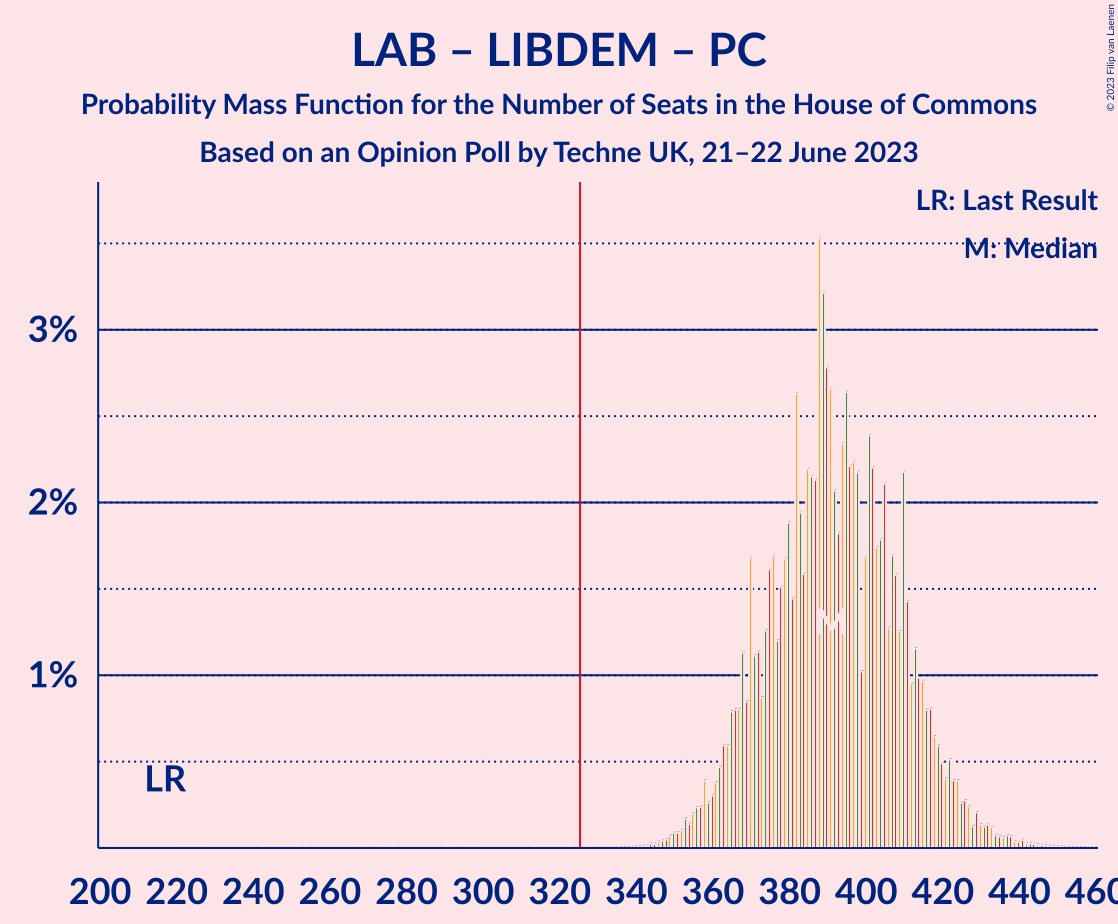 LAB – LIBDEM – PC
Probability Mass Function for the Number of Seats in the House of Commons
Based on an Opinion Poll by Techne UK, 21–22 June 2023
© 2023 Filip van Laenen
LR: Last Result
M: Median
3%
2%
1%
LR
200 220 240 260 280 300 320 340 360 380 400 420 440 460